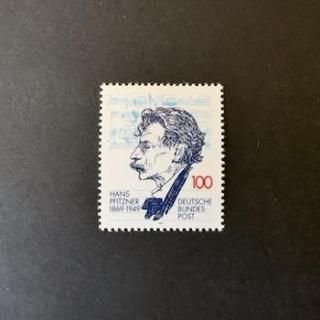 100
HANS
PFITZNER
1869-1949
DEUTSCHE
BUNDES-
POST